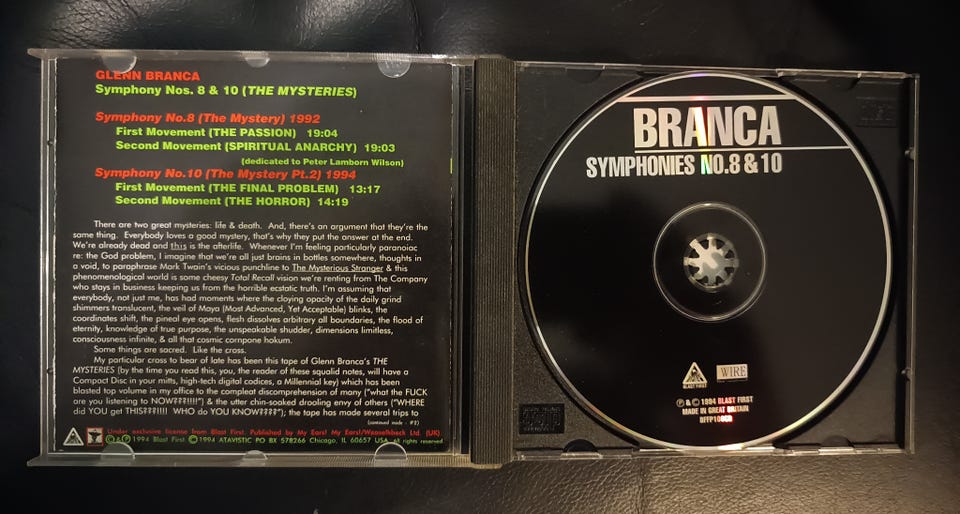 GLENN BRANCA
Symphony Nos. 8 & 10 (THE MYSTERIES)
Symphony No.8 (The Mystery) 1992
First Movement (THE PASSION) 19:04
Second Movement (SPIRITUAL ANARCHY) 19:03
(dedicated to Peter Lamborn Wilson)
Symphony No.10 (The Mystery Pt.2) 1994
First Movement (THE FINAL PROBLEM) 13:17
Second Movement (THE HORROR) 14:19
There are two great mysteries: life & death. And, there's an argument that they're the
same thing. Everybody loves a good mystery, that's why they put the answer at the end.
We're already dead and this is the afterlife. Whenever I'm feeling particularly paranoiac
re: the God problem, I imagine that we're all just brains in bottles somewhere, thoughts in
a void, to paraphrase Mark Twain's vicious punchline to The Mysterious Stranger & this
phenomenological world is some cheesy Total Recall vision we're renting from The Company
who stays in business keeping us from the horrible ecstatic truth. I'm assuming that
everybody, not just me, has had moments where the cloying opacity of the daily grind
shimmers translucent, the veil of Maya (Most Advanced, Yet Acceptable) blinks, the
coordinates shift, the pineal eye opens, flesh dissolves arbitrary all boundaries, the flood of
eternity, knowledge of true purpose, the unspeakable shudder, dimensions limitless,
consciousness infinite, & all that cosmic cornpone hokum.
Some things are sacred. Like the cross.
My particular cross to bear of late has been this tape of Glenn Branca's THE
MYSTERIES (by the time you read this, you, the reader of these squalid notes, will have a
Compact Disc in your mitts, high-tech digital codices, a Millennial key) which has been
blasted top volume in my office to the compleat discomprehension of many ("what the FUCK
are you listening to NOW???!!!!") & the utter chin-soaked drooling envy of others ("WHERE
did YOU get THIS???!!!! WHO do YOU KNOW????"); the tape has made several trips to
(continued inside - #2)
Under exclusive license from Blast First. Published by My Ears! My Ears!/Weaselhbeck Ltd. (UK)
©&℗1994 Blast First ©1994 ATAVISTIC PO BX 578266 Chicago, IL 60657 USA. All rights reserved
BRANCA
SYMPHONIES NO.8 & 10
BLAST FIRST
WIRE
℗ & © 1994 BLAST FIRST
MADE IN GREAT BRITAIN
BFFP106CD